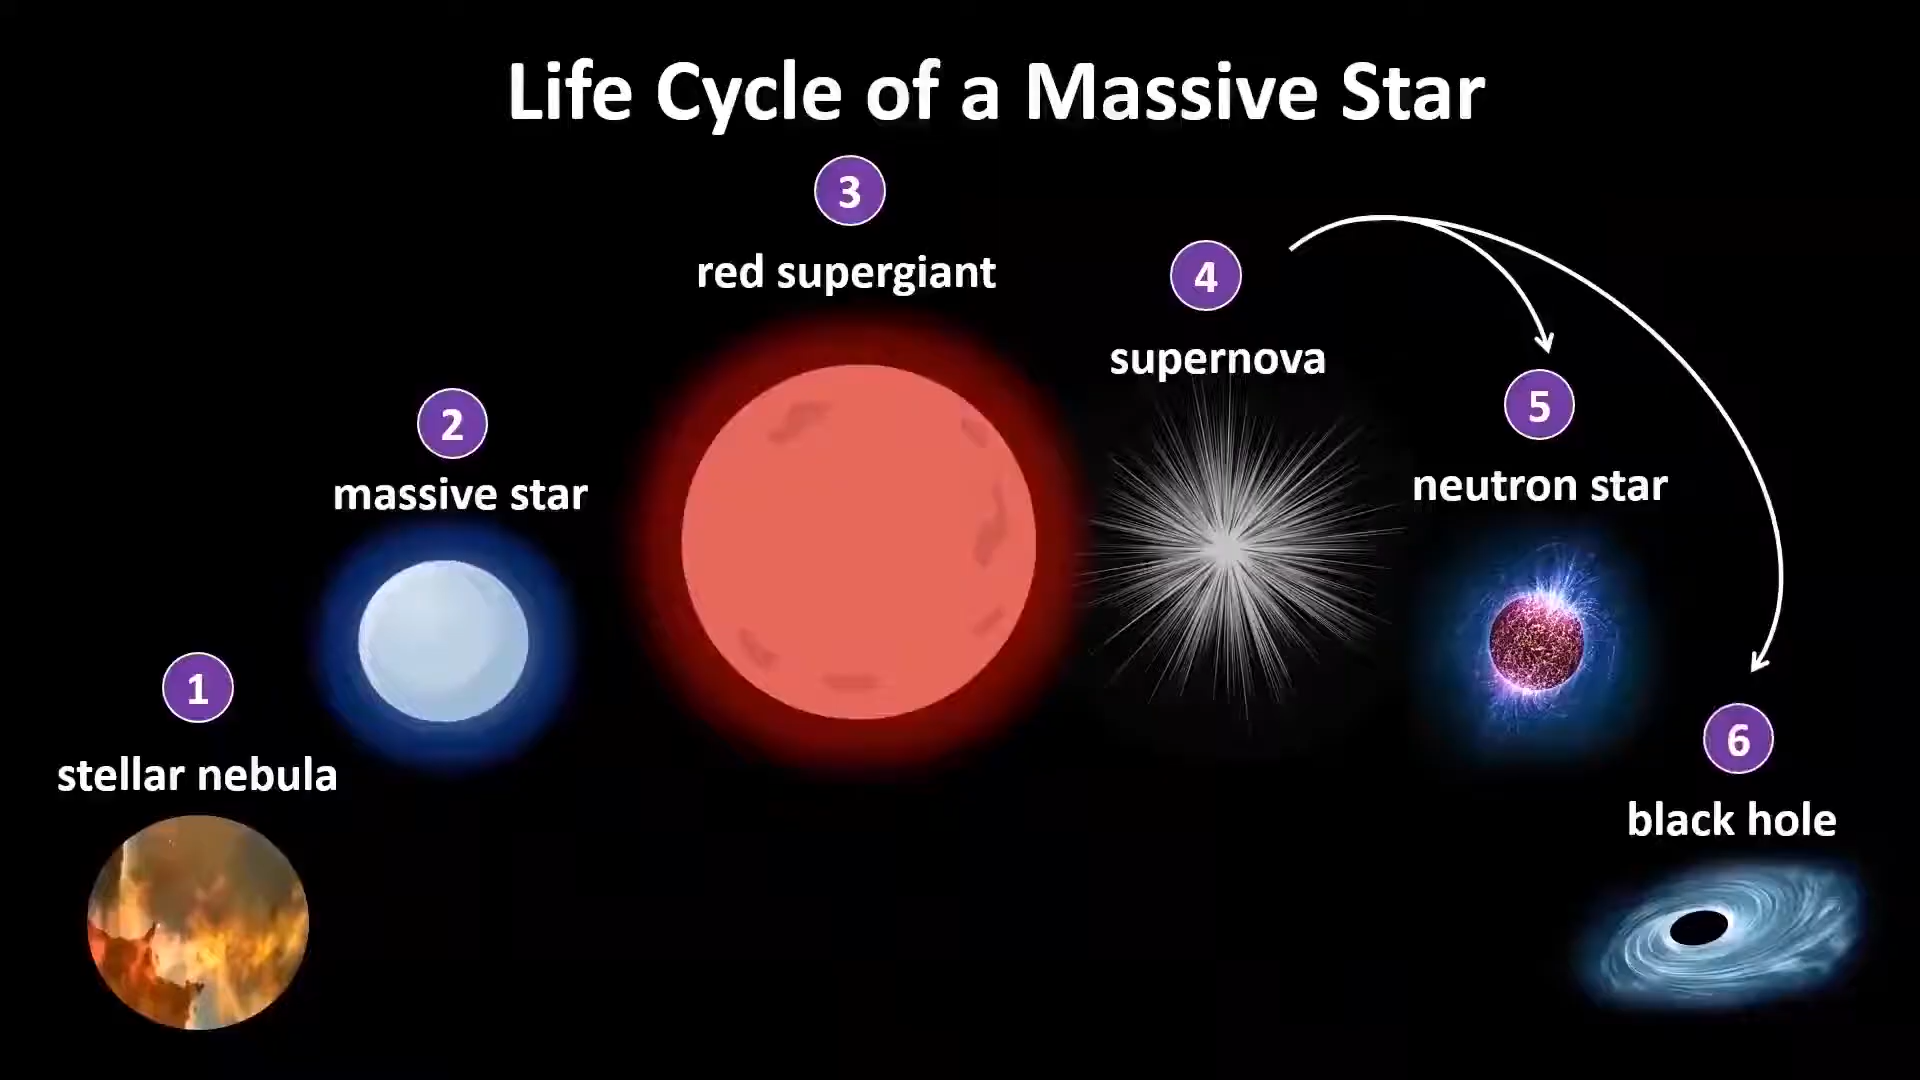 Life Cycle of a Massive Star
1
stellar nebula
2
massive star
3
red supergiant
4
supernova
5
neutron star
6
black hole